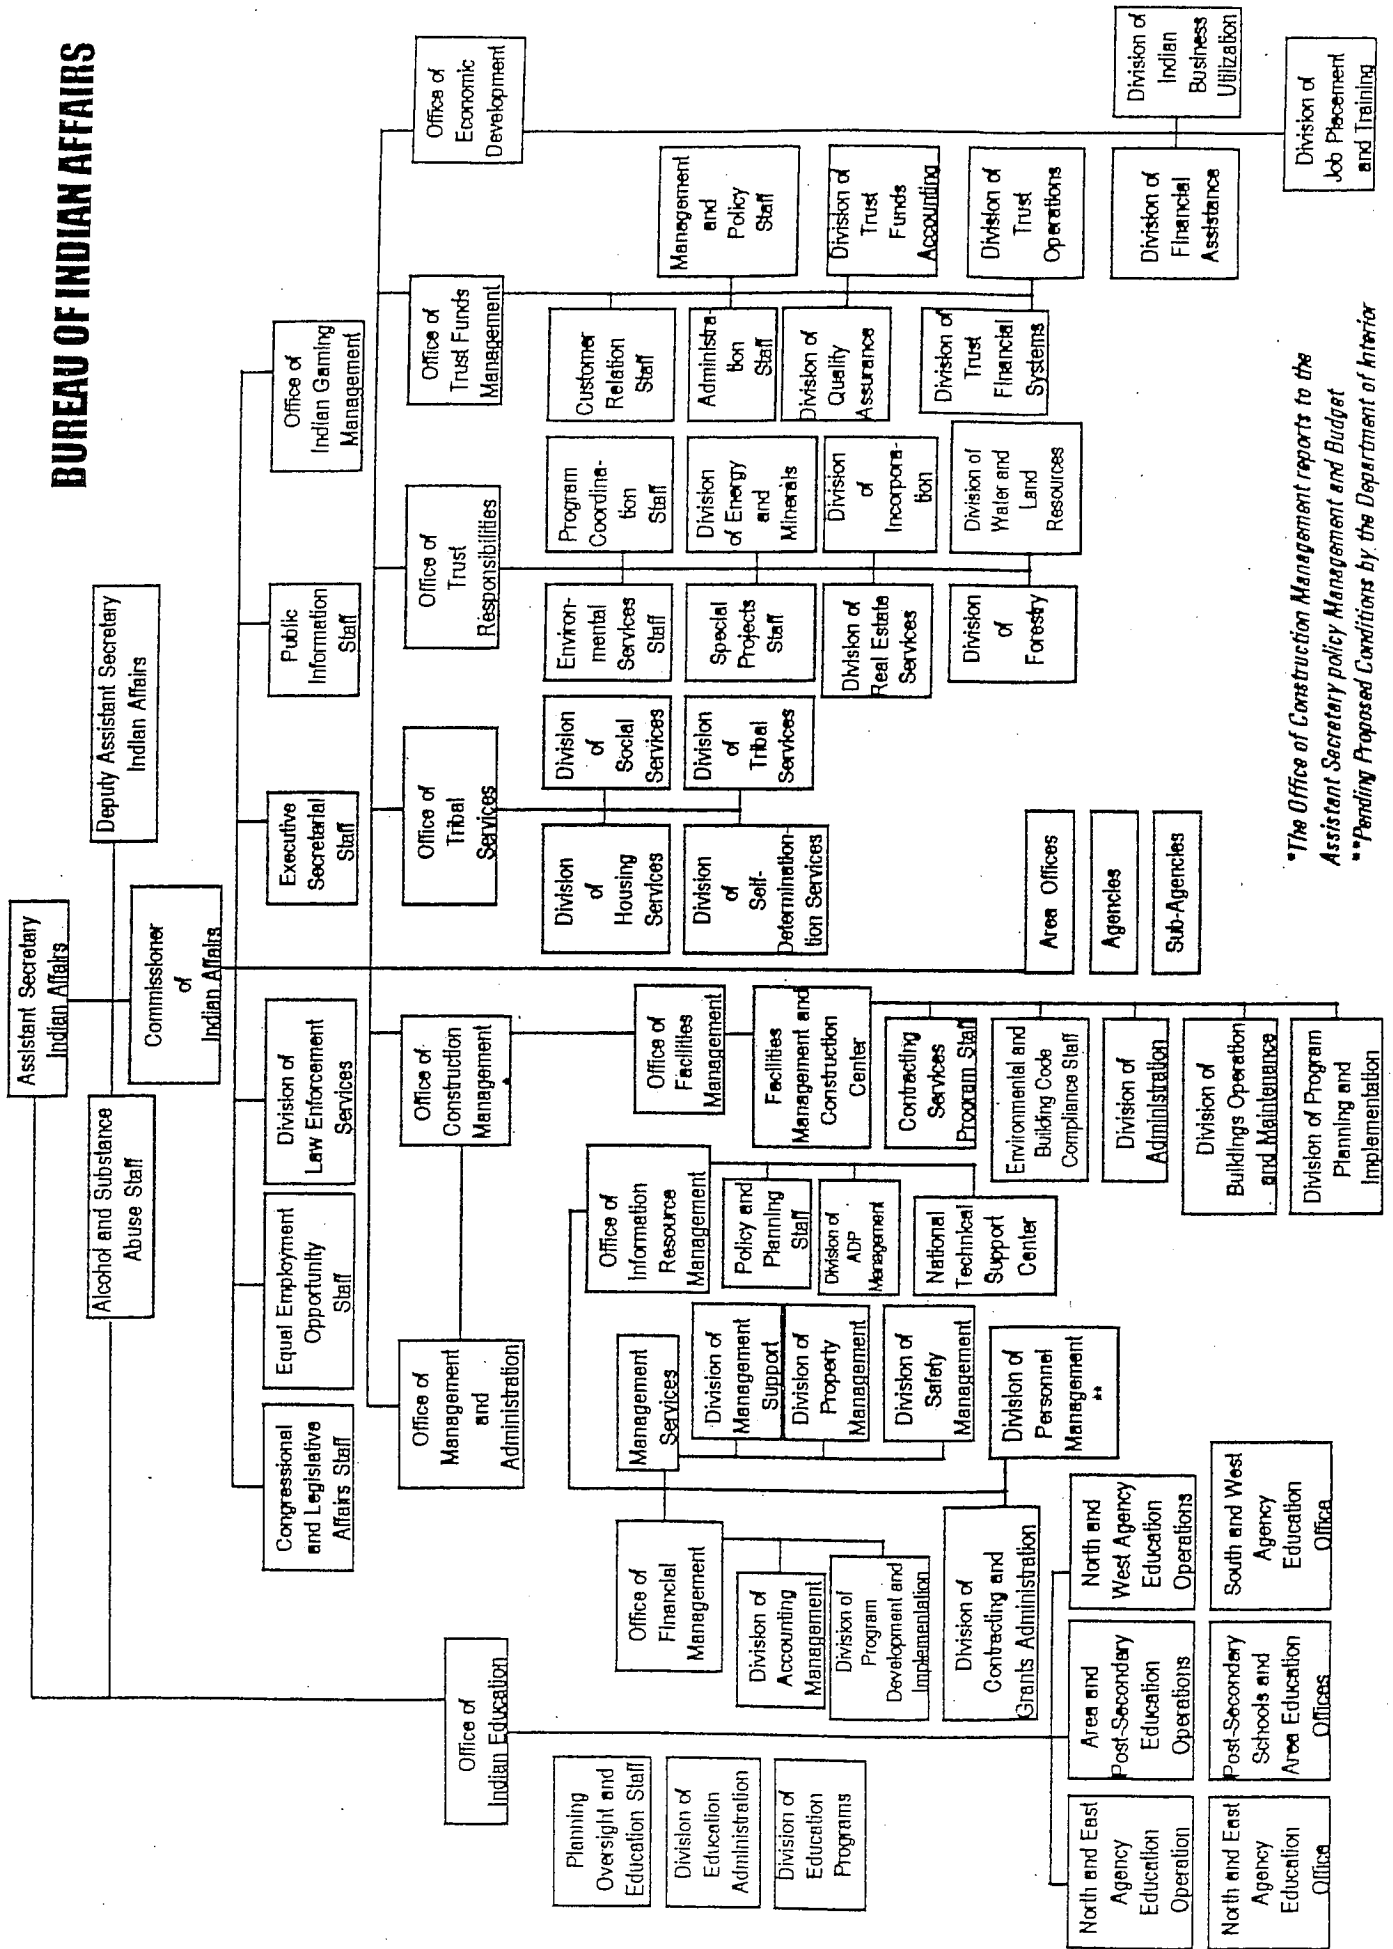 BUREAU OF INDIAN AFFAIRS
Assistant Secretary
Indian Affairs
Deputy Assistant Secretary
Indian Affairs
Alcohol and Substance
Abuse Staff
Commissioner
of
Indian Affairs
Congressional
and Legislative
Affairs Staff
Equal Employment
Opportunity
Staff
Division of
Law Enforcement
Services
Executive
Secretarial
Staff
Public
Information
Staff
Office of
Indian Gaming
Management
Office of
Indian Education
Office of
Management
and
Administration
Office of
Construction
Management
*
Office of
Tribal
Services
Office of
Trust
Responsibilities
Office of
Trust Funds
Management
Office of
Economic
Development
Planning
Oversight and
Education Staff
Division of
Education
Administration
Division of
Education
Programs
North and East
Agency
Education
Operation
Area and
Post-Secondary
Education
Operations
North and
West Agency
Education
Operations
North and East
Agency
Education
Office
Post-Secondary
Schools and
Area Education
Offices
South and West
Agency
Education
Office
Office of
Financial
Management
Division of
Accounting
Management
Division of
Program
Development and
Implementation
Division of
Contracting and
Grants Administration
Management
Services
Division of
Management
Support
Division of
Property
Management
Division of
Safety
Management
Division of
Personnel
Management
**
Office of
Information
Resource
Management
Policy and
Planning
Staff
Division of
ADP
Management
National
Technical
Support
Center
Office of
Facilities
Management
Facilities
Management and
Construction
Center
Contracting
Services
Program Staff
Environmental and
Building Code
Compliance Staff
Division of
Administration
Division of
Buildings Operation
and Maintenance
Division of Program
Planning and
Implementation
Area Offices
Agencies
Sub-Agencies
Division
of
Housing
Services
Division
of
Social
Services
Division
of
Self-
Determination-
tion Services
Division
of
Tribal
Services
Environ-
mental
Services
Staff
Program
Coordina-
tion
Staff
Special
Projects
Staff
Division
of Energy
and
Minerals
Division of
Real Estate
Services
Division
of
Incorpora-
tion
Division
of
Forestry
Division of
Water and
Land
Resources
Customer
Relation
Staff
Management
and
Policy
Staff
Administra-
tion
Staff
Division of
Quality
Assurance
Division of
Trust
Funds
Accounting
Division of
Trust
Financial
Systems
Division of
Trust
Operations
Division of
Financial
Assistance
Division of
Indian
Business
Utilization
Division of
Job Placement
and Training
*The Office of Construction Management reports to the
Assistant Secretary policy Management and Budget
**Pending Proposed Conditions by the Department of Interior